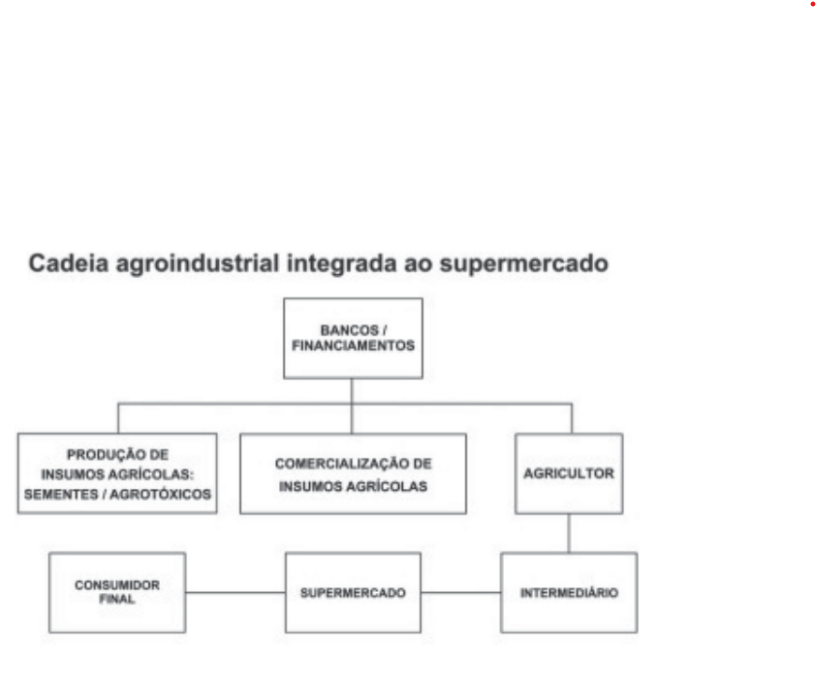 Cadeia agroindustrial integrada ao supermercado
BANCOS /
FINANCIAMENTOS
PRODUÇÃO DE
INSUMOS AGRÍCOLAS:
SEMENTES / AGROTÓXICOS
COMERCIALIZAÇÃO DE
INSUMOS AGRÍCOLAS
AGRICULTOR
CONSUMIDOR
FINAL
SUPERMERCADO
INTERMEDIÁRIO